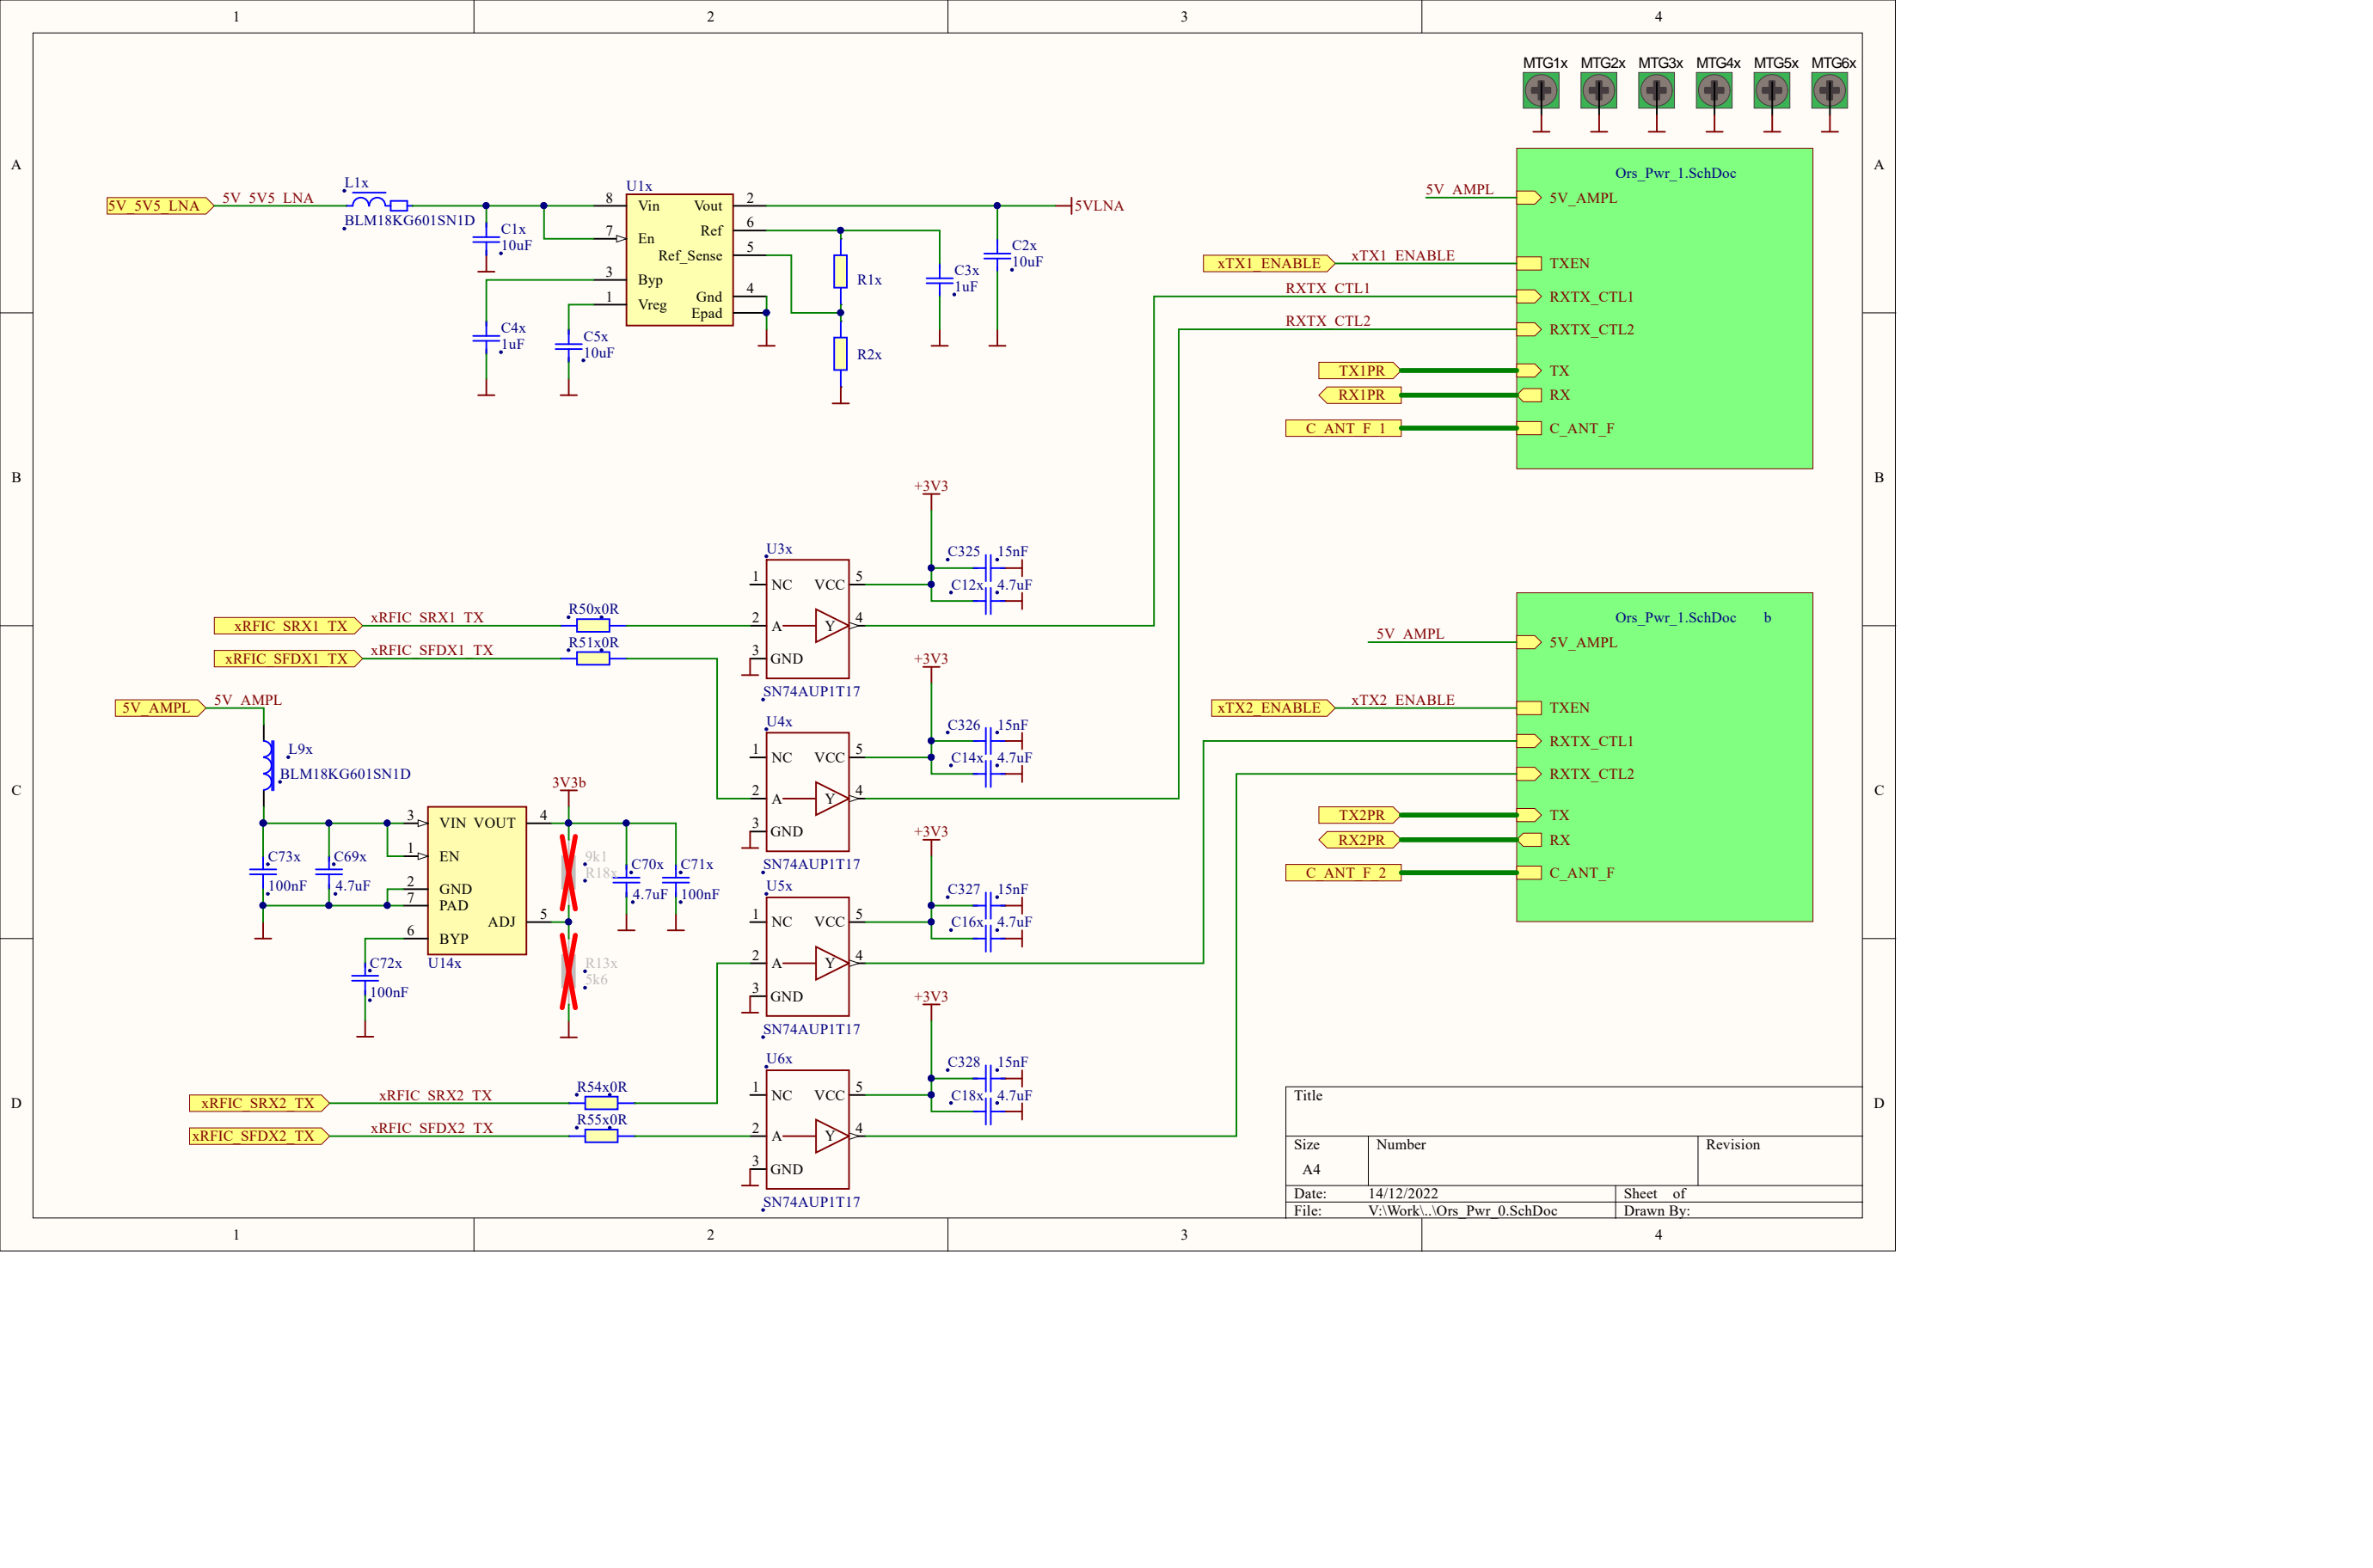 1 2 3 4
MTG1x MTG2x MTG3x MTG4x MTG5x MTG6x
A A
L1x
5V_5V5_LNA 5V_5V5_LNA
BLM18KG601SN1D
C1x
10uF
U1x
8 Vin Vout 2
7 En Ref 6
Ref_Sense 5
3 Byp
Gnd 4
1 Vreg
Epad
5VLNA
C2x
10uF
C3x
1uF
R1x
R2x
C4x
1uF
C5x
10uF
Ors_Pwr_1.SchDoc
5V_AMPL 5V_AMPL
xTX1_ENABLE xTX1_ENABLE TXEN
RXTX_CTL1 RXTX_CTL1
RXTX_CTL2 RXTX_CTL2
TX1PR TX
RX1PR RX
C_ANT_F_1 C_ANT_F
B B
+3V3
U3x
C325 15nF
C12x 4.7uF
1 NC VCC 5
2 A Y 4
3 GND
SN74AUP1T17
xRFIC_SRX1_TX xRFIC_SRX1_TX R50x0R
xRFIC_SFDX1_TX xRFIC_SFDX1_TX R51x0R
+3V3
U4x
C326 15nF
C14x 4.7uF
1 NC VCC 5
2 A Y 4
3 GND
SN74AUP1T17
5V_AMPL 5V_AMPL
L9x
BLM18KG601SN1D
3V3b
3 VIN VOUT 4
1 EN
2 GND
7 PAD
ADJ 5
6 BYP
U14x
C73x
100nF
C69x
4.7uF
9k1
R18x
C70x
4.7uF
C71x
100nF
R13x
5k6
C72x
100nF
C C
Ors_Pwr_1.SchDoc b
5V_AMPL 5V_AMPL
xTX2_ENABLE xTX2_ENABLE TXEN
RXTX_CTL1
RXTX_CTL2
TX2PR TX
RX2PR RX
C_ANT_F_2 C_ANT_F
+3V3
U5x
C327 15nF
C16x 4.7uF
1 NC VCC 5
2 A Y 4
3 GND
SN74AUP1T17
+3V3
U6x
C328 15nF
C18x 4.7uF
1 NC VCC 5
2 A Y 4
3 GND
SN74AUP1T17
xRFIC_SRX2_TX xRFIC_SRX2_TX R54x0R
xRFIC_SFDX2_TX xRFIC_SFDX2_TX R55x0R
D D
Title
Size Number Revision
A4
Date: 14/12/2022 Sheet of
File: V:\Work\..\Ors_Pwr_0.SchDoc Drawn By:
1 2 3 4